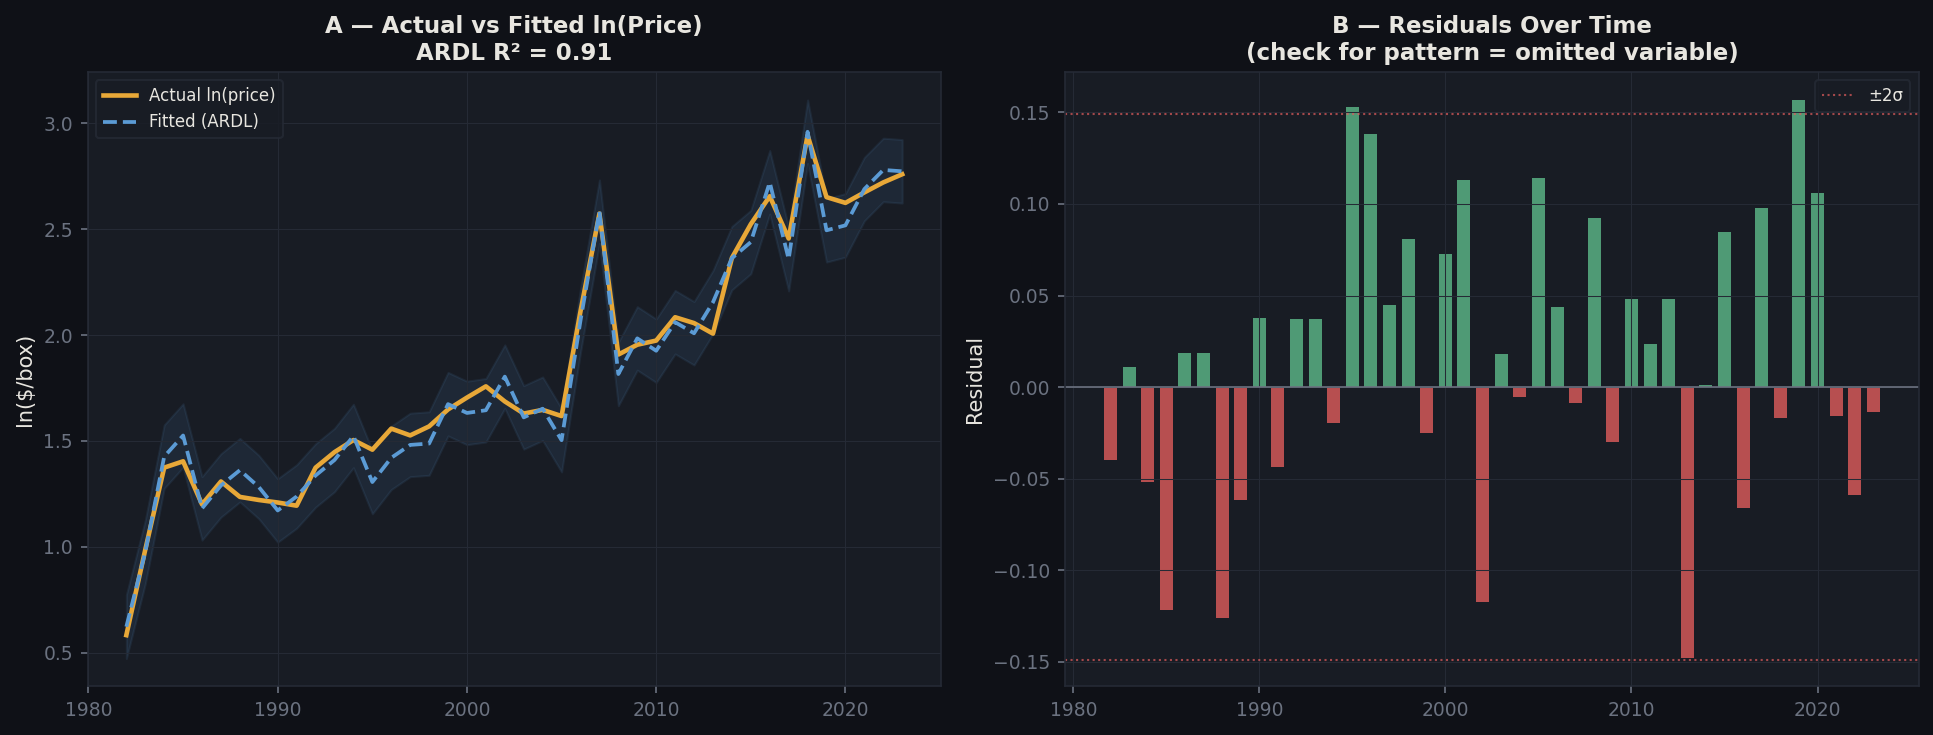 A — Actual vs Fitted ln(Price)
ARDL R² = 0.91
Actual ln(price)
Fitted (ARDL)
ln($/box)
3.0
2.5
2.0
1.5
1.0
0.5
1980
1990
2000
2010
2020
B — Residuals Over Time
(check for pattern = omitted variable)
±2σ
Residual
0.15
0.10
0.05
0.00
−0.05
−0.10
−0.15
1980
1990
2000
2010
2020